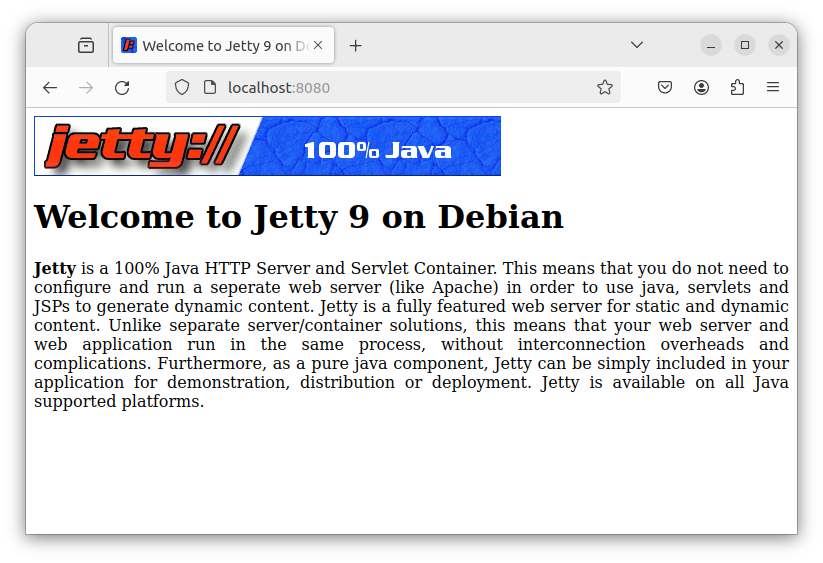 Welcome to Jetty 9 on D
localhost:8080
jetty://
100% Java
Welcome to Jetty 9 on Debian
Jetty is a 100% Java HTTP Server and Servlet Container. This means that you do not need to
configure and run a seperate web server (like Apache) in order to use java, servlets and
JSPs to generate dynamic content. Jetty is a fully featured web server for static and dynamic
content. Unlike separate server/container solutions, this means that your web server and
web application run in the same process, without interconnection overheads and
complications. Furthermore, as a pure java component, Jetty can be simply included in your
application for demonstration, distribution or deployment. Jetty is available on all Java
supported platforms.